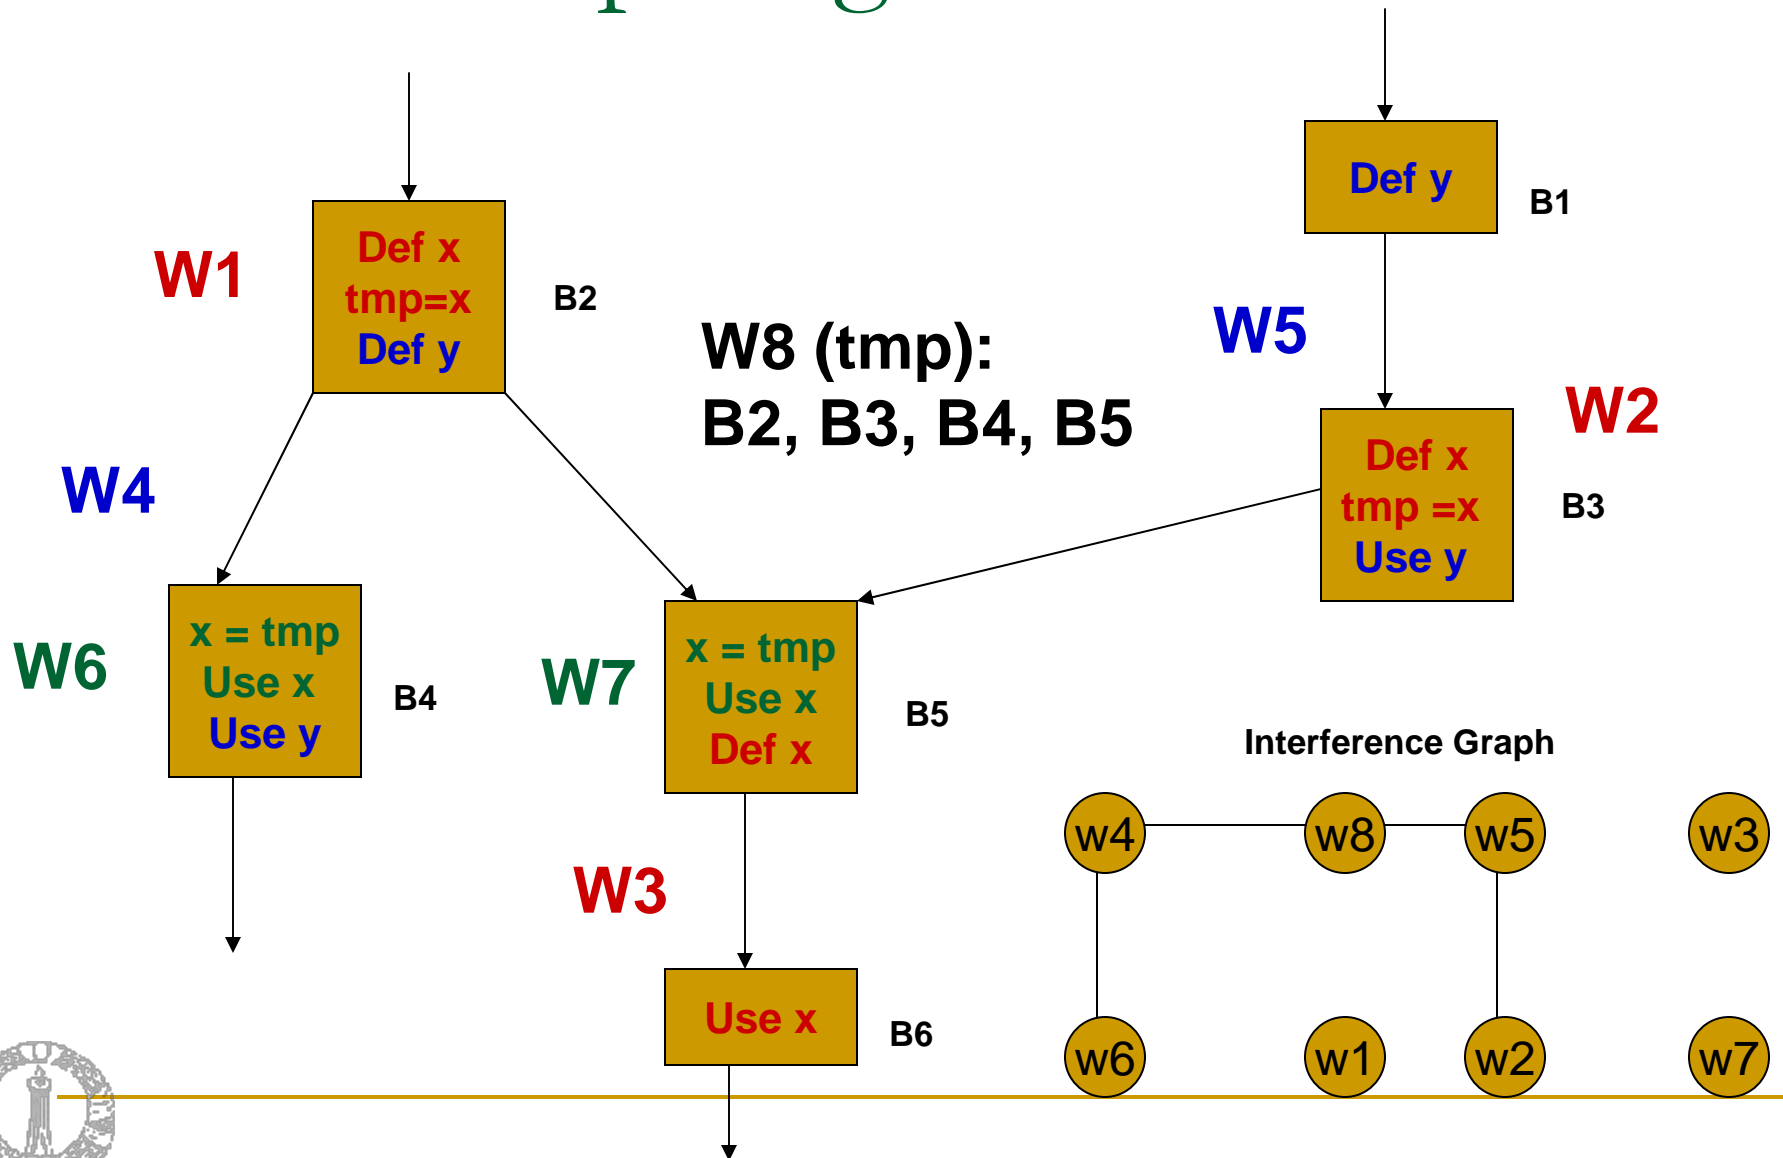 Def y
B1
Def x
tmp=x
Def y
W1
B2
W8 (tmp):
B2, B3, B4, B5
W5
W2
Def x
tmp =x
Use y
B3
W4
x = tmp
Use x
Use y
W6
B4
x = tmp
Use x
Def x
W7
B5
Interference Graph
w4
w8
w5
w3
W3
Use x
B6
w6
w1
w2
w7